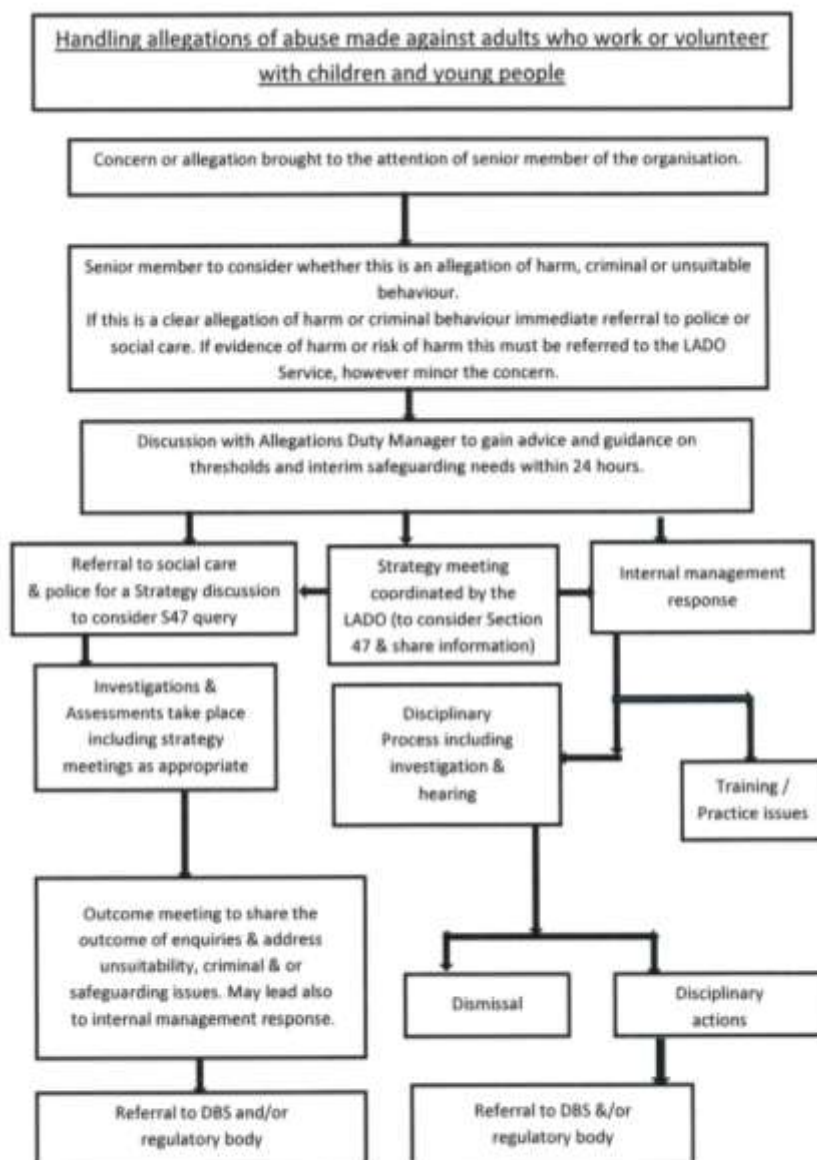 Handling allegations of abuse made against adults who work or volunteer
with children and young people
Concern or allegation brought to the attention of senior member of the organisation.
Senior member to consider whether this is an allegation of harm, criminal or unsuitable
behaviour.
If this is a clear allegation of harm or criminal behaviour immediate referral to police or
social care. If evidence of harm or risk of harm this must be referred to the LADO
Service, however minor the concern.
Discussion with Allegations Duty Manager to gain advice and guidance on
thresholds and interim safeguarding needs within 24 hours.
Referral to social care
& police for a Strategy discussion
to consider S47 query
Strategy meeting
coordinated by the
LADO (to consider Section
47 & share information)
Internal management
response
Investigations &
Assessments take place
including strategy
meetings as appropriate
Disciplinary
Process including
investigation &
hearing
Training /
Practice issues
Outcome meeting to share the
outcome of enquiries & address
unsuitability, criminal & or
safeguarding issues. May lead also
to internal management response.
Dismissal
Disciplinary
actions
Referral to DBS and/or
regulatory body
Referral to DBS &/or
regulatory body